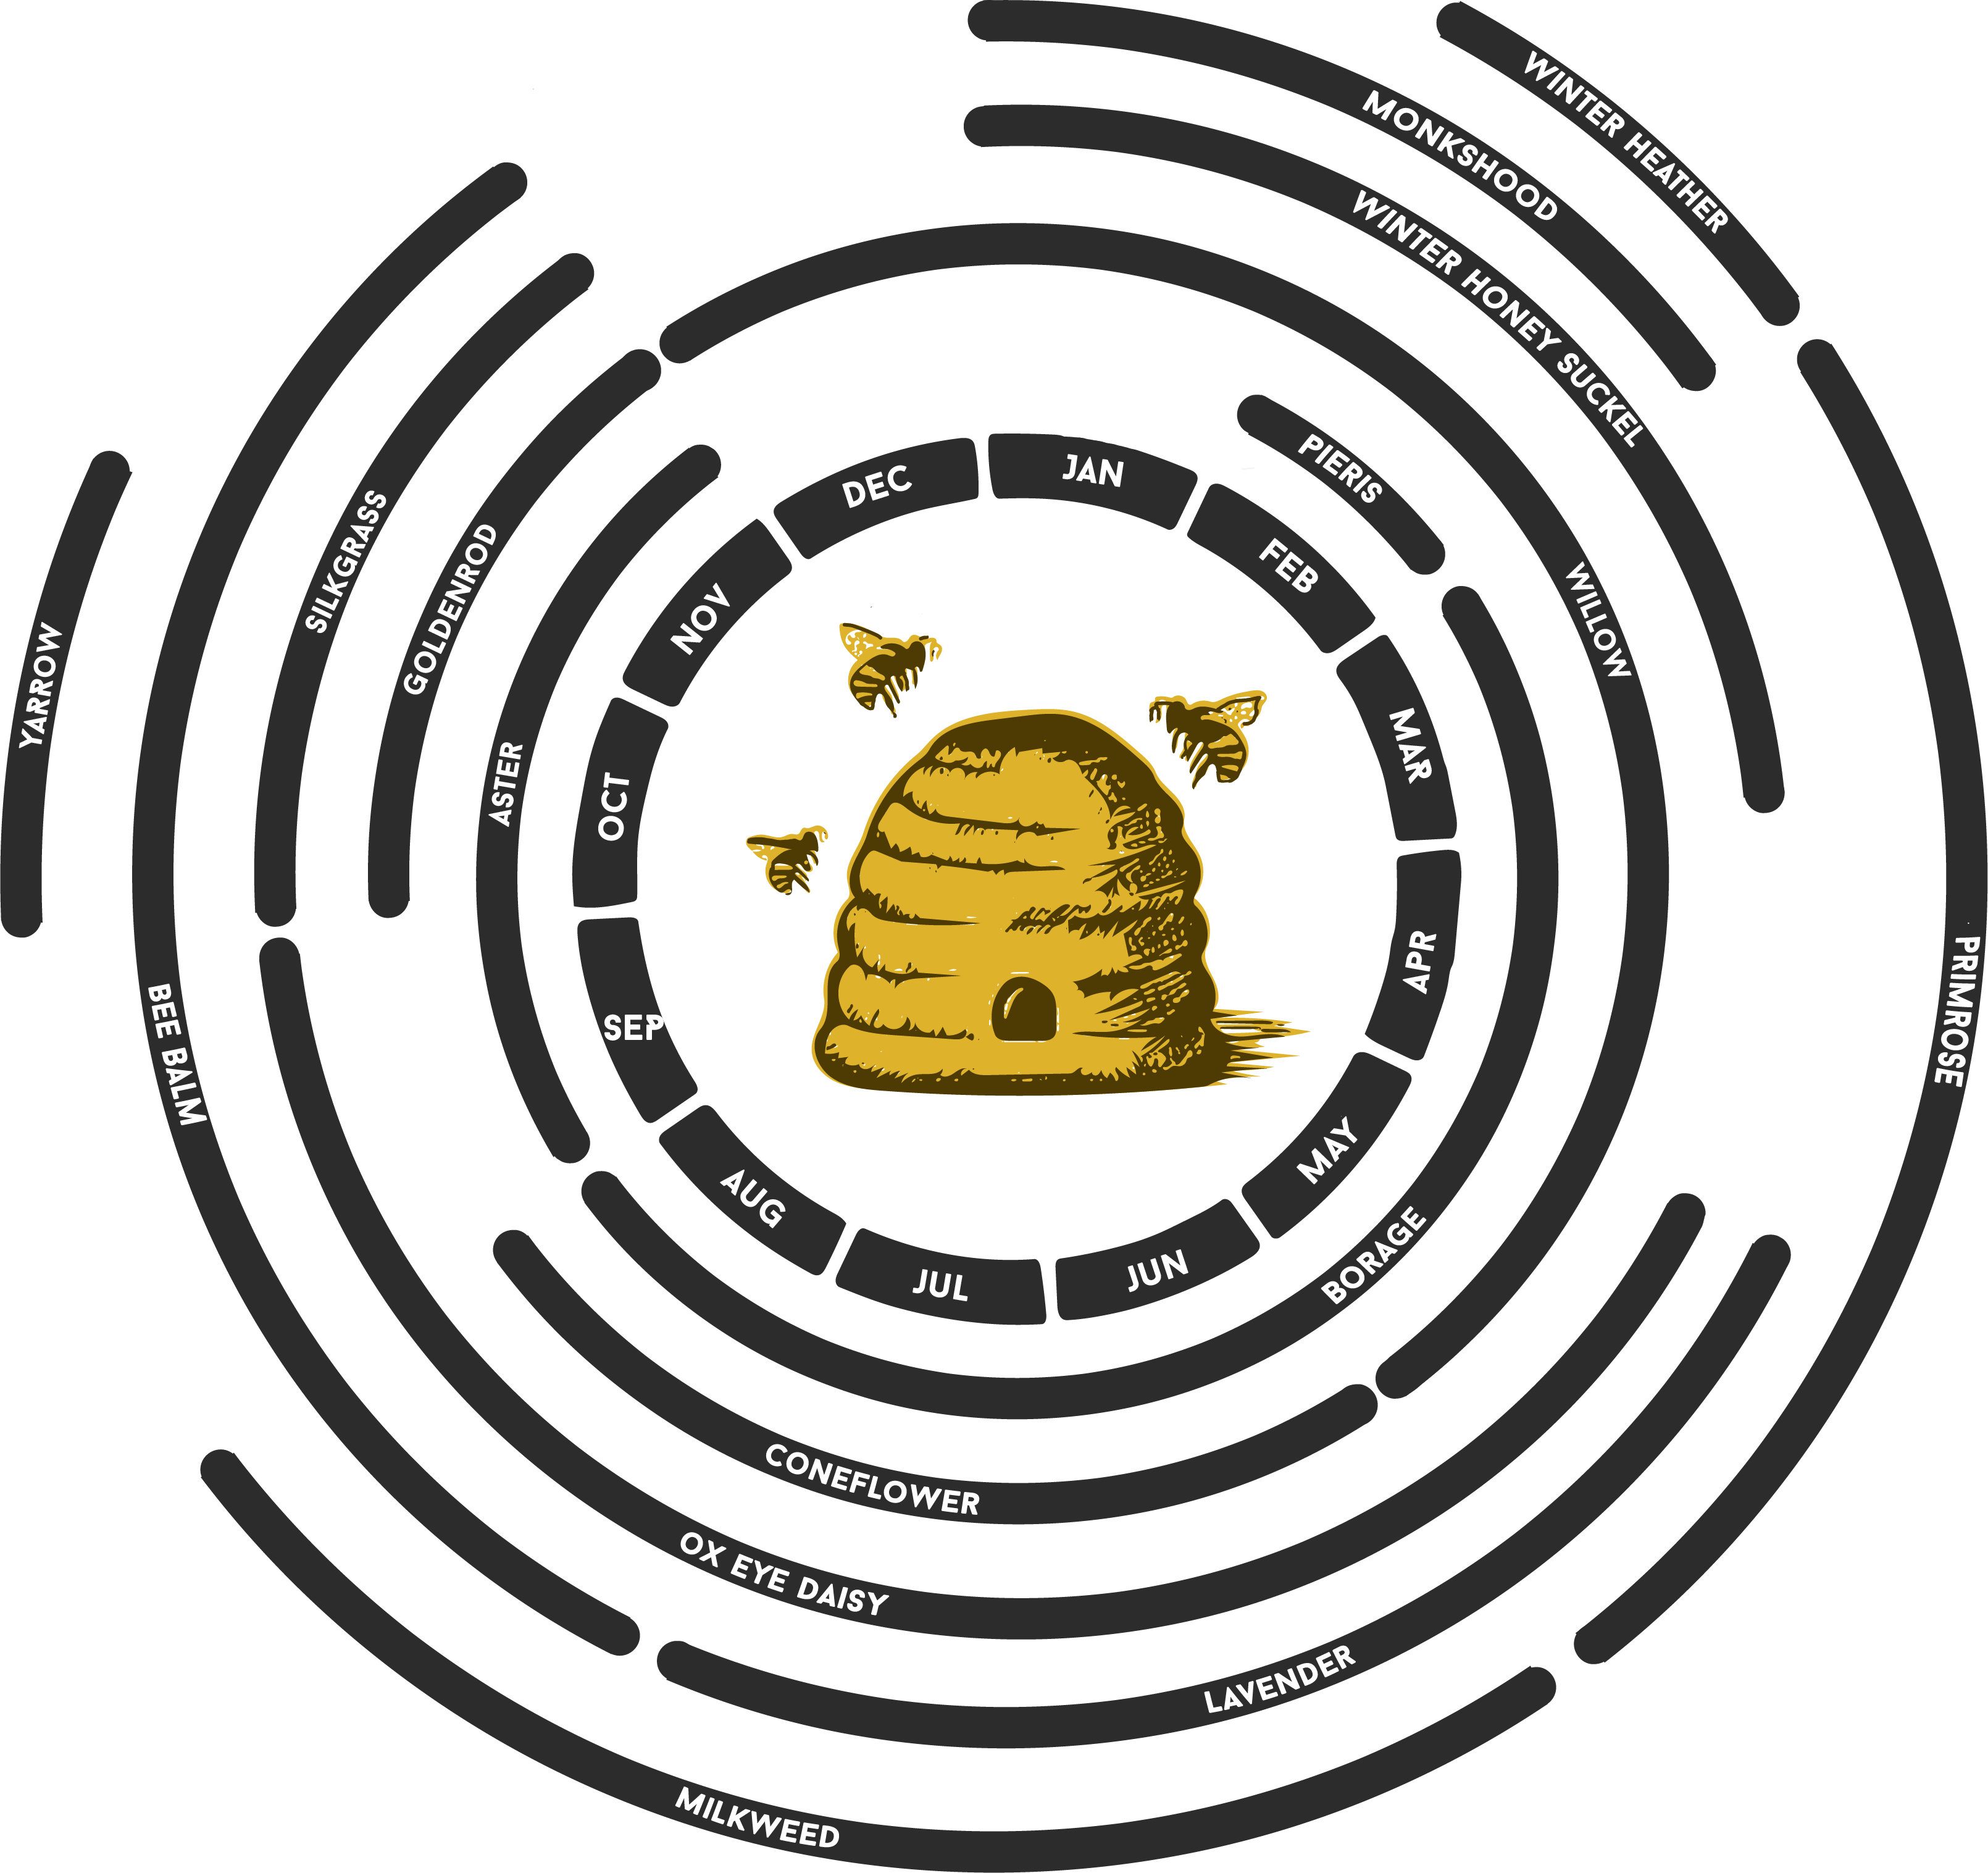 WINTER HEATHER
MONKSHOOD
WINTER HONEY SUCKEL
PIERIS
WILLOW
PRIMROSE
BORAGE
LAVENDER
CONEFLOWER
OX EYE DAISY
MILKWEED
BEE BALM
YARROW
SILKGRASS
GOLDENROD
ASTER
JAN
FEB
MAR
APR
MAY
JUN
JUL
AUG
SEP
OCT
NOV
DEC